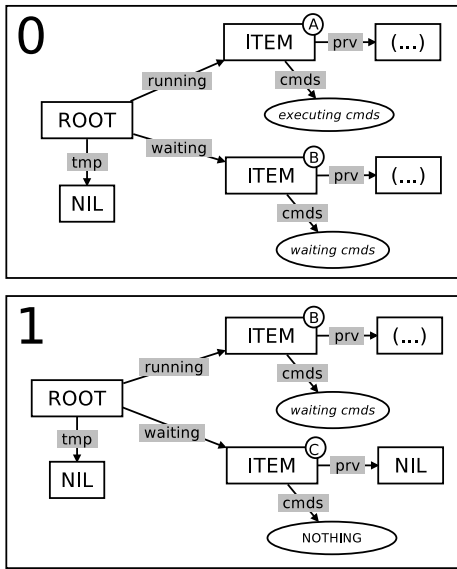 0
A
ITEM
prv
(...)
running
cmds
executing cmds
ROOT
waiting
B
tmp
ITEM
prv
(...)
NIL
cmds
waiting cmds
1
B
ITEM
prv
(...)
running
cmds
ROOT
waiting cmds
waiting
tmp
C
ITEM
prv
NIL
NIL
cmds
NOTHING